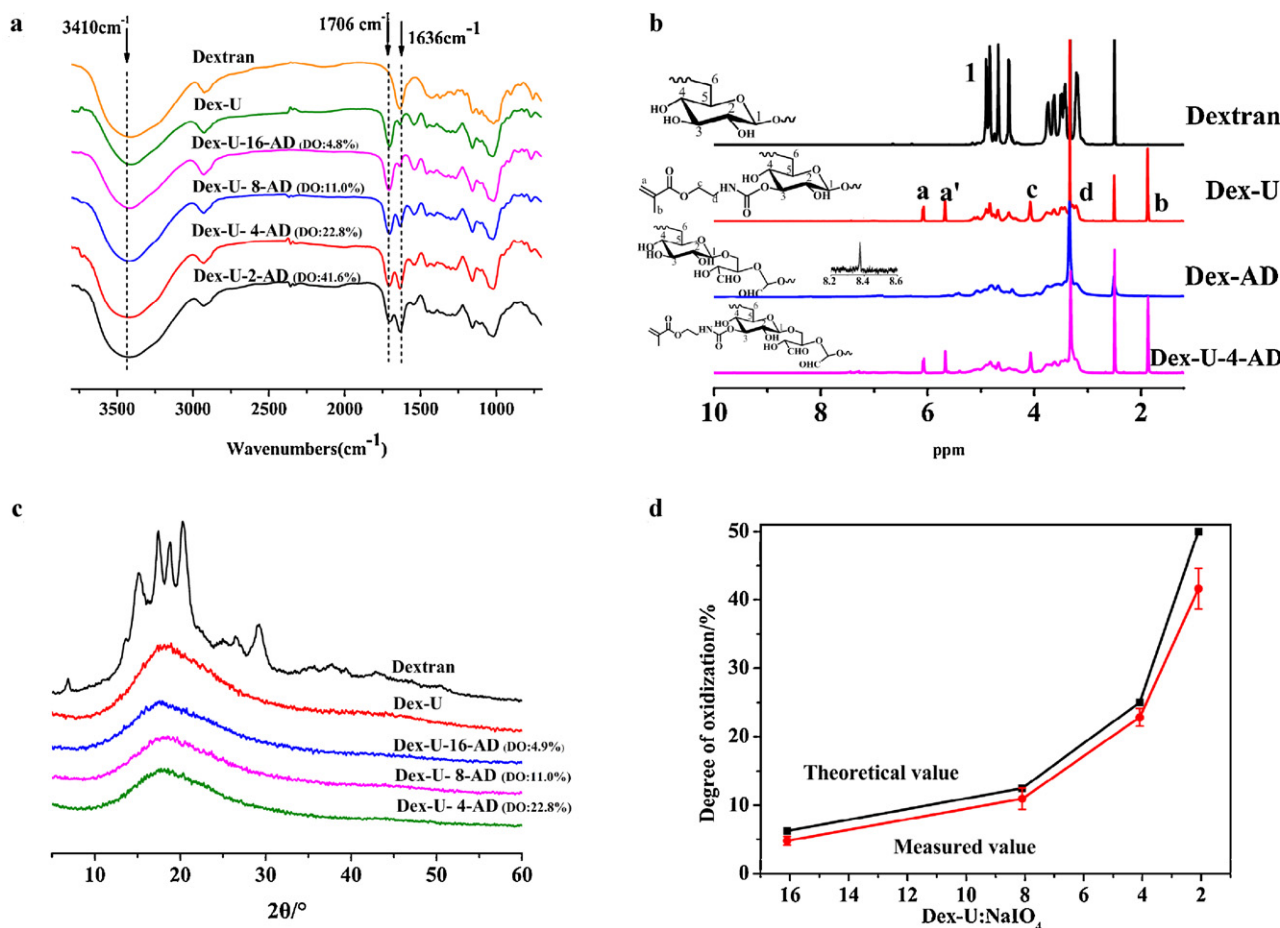 a
3410cm-1
1706 cm-1
1636cm-1
Dextran
Dex-U
Dex-U-16-AD (DO:4.8%)
Dex-U- 8-AD (DO:11.0%)
Dex-U- 4-AD (DO:22.8%)
Dex-U-2-AD (DO:41.6%)
3500 3000 2500 2000 1500 1000
Wavenumbers(cm-1)
b
1
Dextran
Dex-U
a a' c d b
8.2 8.4 8.6
Dex-AD
Dex-U-4-AD
10 8 6 4 2
ppm
c
Dextran
Dex-U
Dex-U-16-AD (DO:4.9%)
Dex-U- 8-AD (DO:11.0%)
Dex-U- 4-AD (DO:22.8%)
10 20 30 40 50 60
2θ/°
d
50
40
30
20
10
0
Degree of oxidization/%
Theoretical value
Measured value
16 14 12 10 8 6 4 2
Dex-U:NaIO4